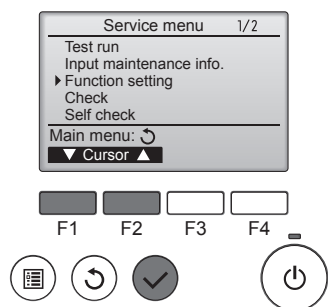 Service menu 1/2
Test run
Input maintenance info.
Function setting
Check
Self check
Main menu:
Cursor
F1 F2 F3 F4